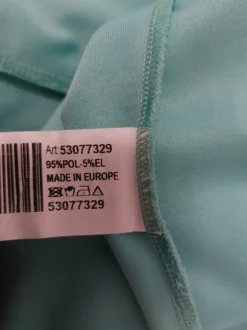 Art 53077329
95%POL-5%EL
MADE IN EUROPE
53077329